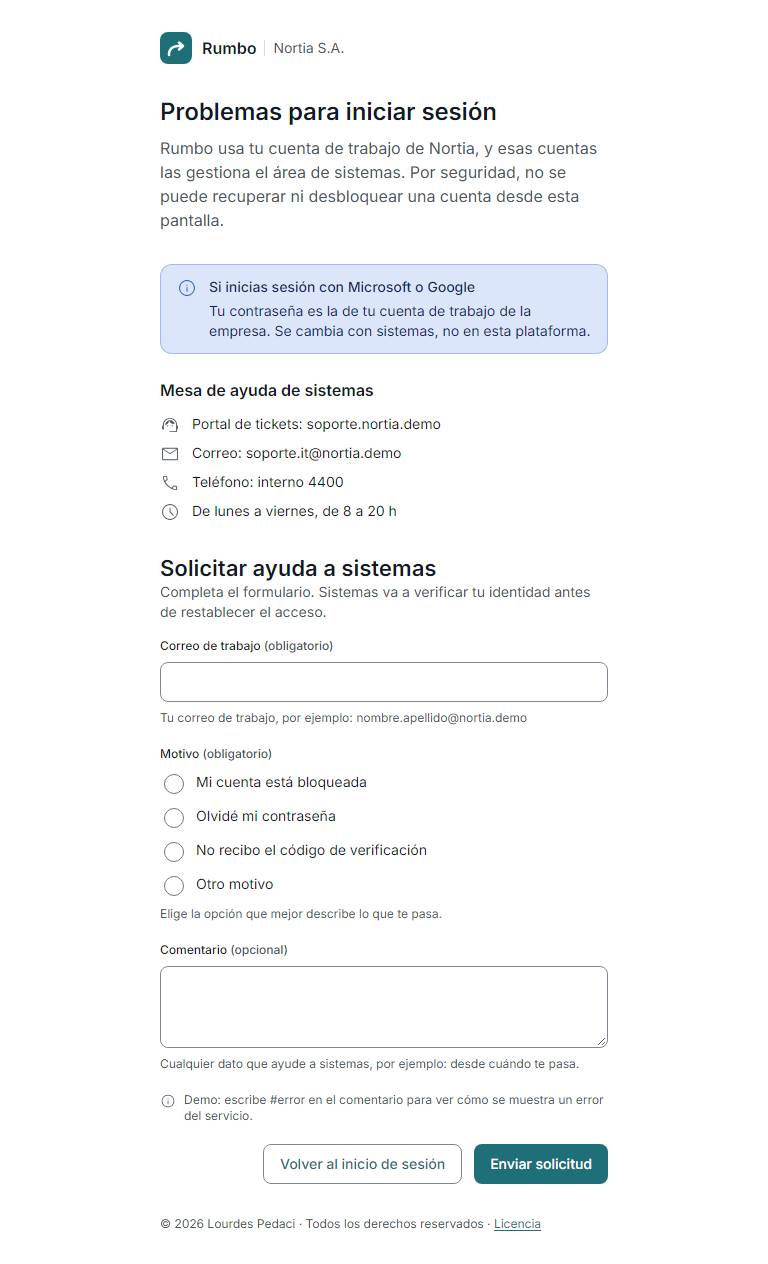 Rumbo
Nortia S.A.
Problemas para iniciar sesión
Rumbo usa tu cuenta de trabajo de Nortia, y esas cuentas
las gestiona el área de sistemas. Por seguridad, no se
puede recuperar ni desbloquear una cuenta desde esta
pantalla.
Si inicias sesión con Microsoft o Google
Tu contraseña es la de tu cuenta de trabajo de la
empresa. Se cambia con sistemas, no en esta plataforma.
Mesa de ayuda de sistemas
Portal de tickets: soporte.nortia.demo
Correo: soporte.it@nortia.demo
Teléfono: interno 4400
De lunes a viernes, de 8 a 20 h
Solicitar ayuda a sistemas
Completa el formulario. Sistemas va a verificar tu identidad antes
de restablecer el acceso.
Correo de trabajo (obligatorio)
Tu correo de trabajo, por ejemplo: nombre.apellido@nortia.demo
Motivo (obligatorio)
Mi cuenta está bloqueada
Olvidé mi contraseña
No recibo el código de verificación
Otro motivo
Elige la opción que mejor describe lo que te pasa.
Comentario (opcional)
Cualquier dato que ayude a sistemas, por ejemplo: desde cuándo te pasa.
Demo: escribe #error en el comentario para ver cómo se muestra un error
del servicio.
Volver al inicio de sesión
Enviar solicitud
© 2026 Lourdes Pedaci · Todos los derechos reservados · Licencia